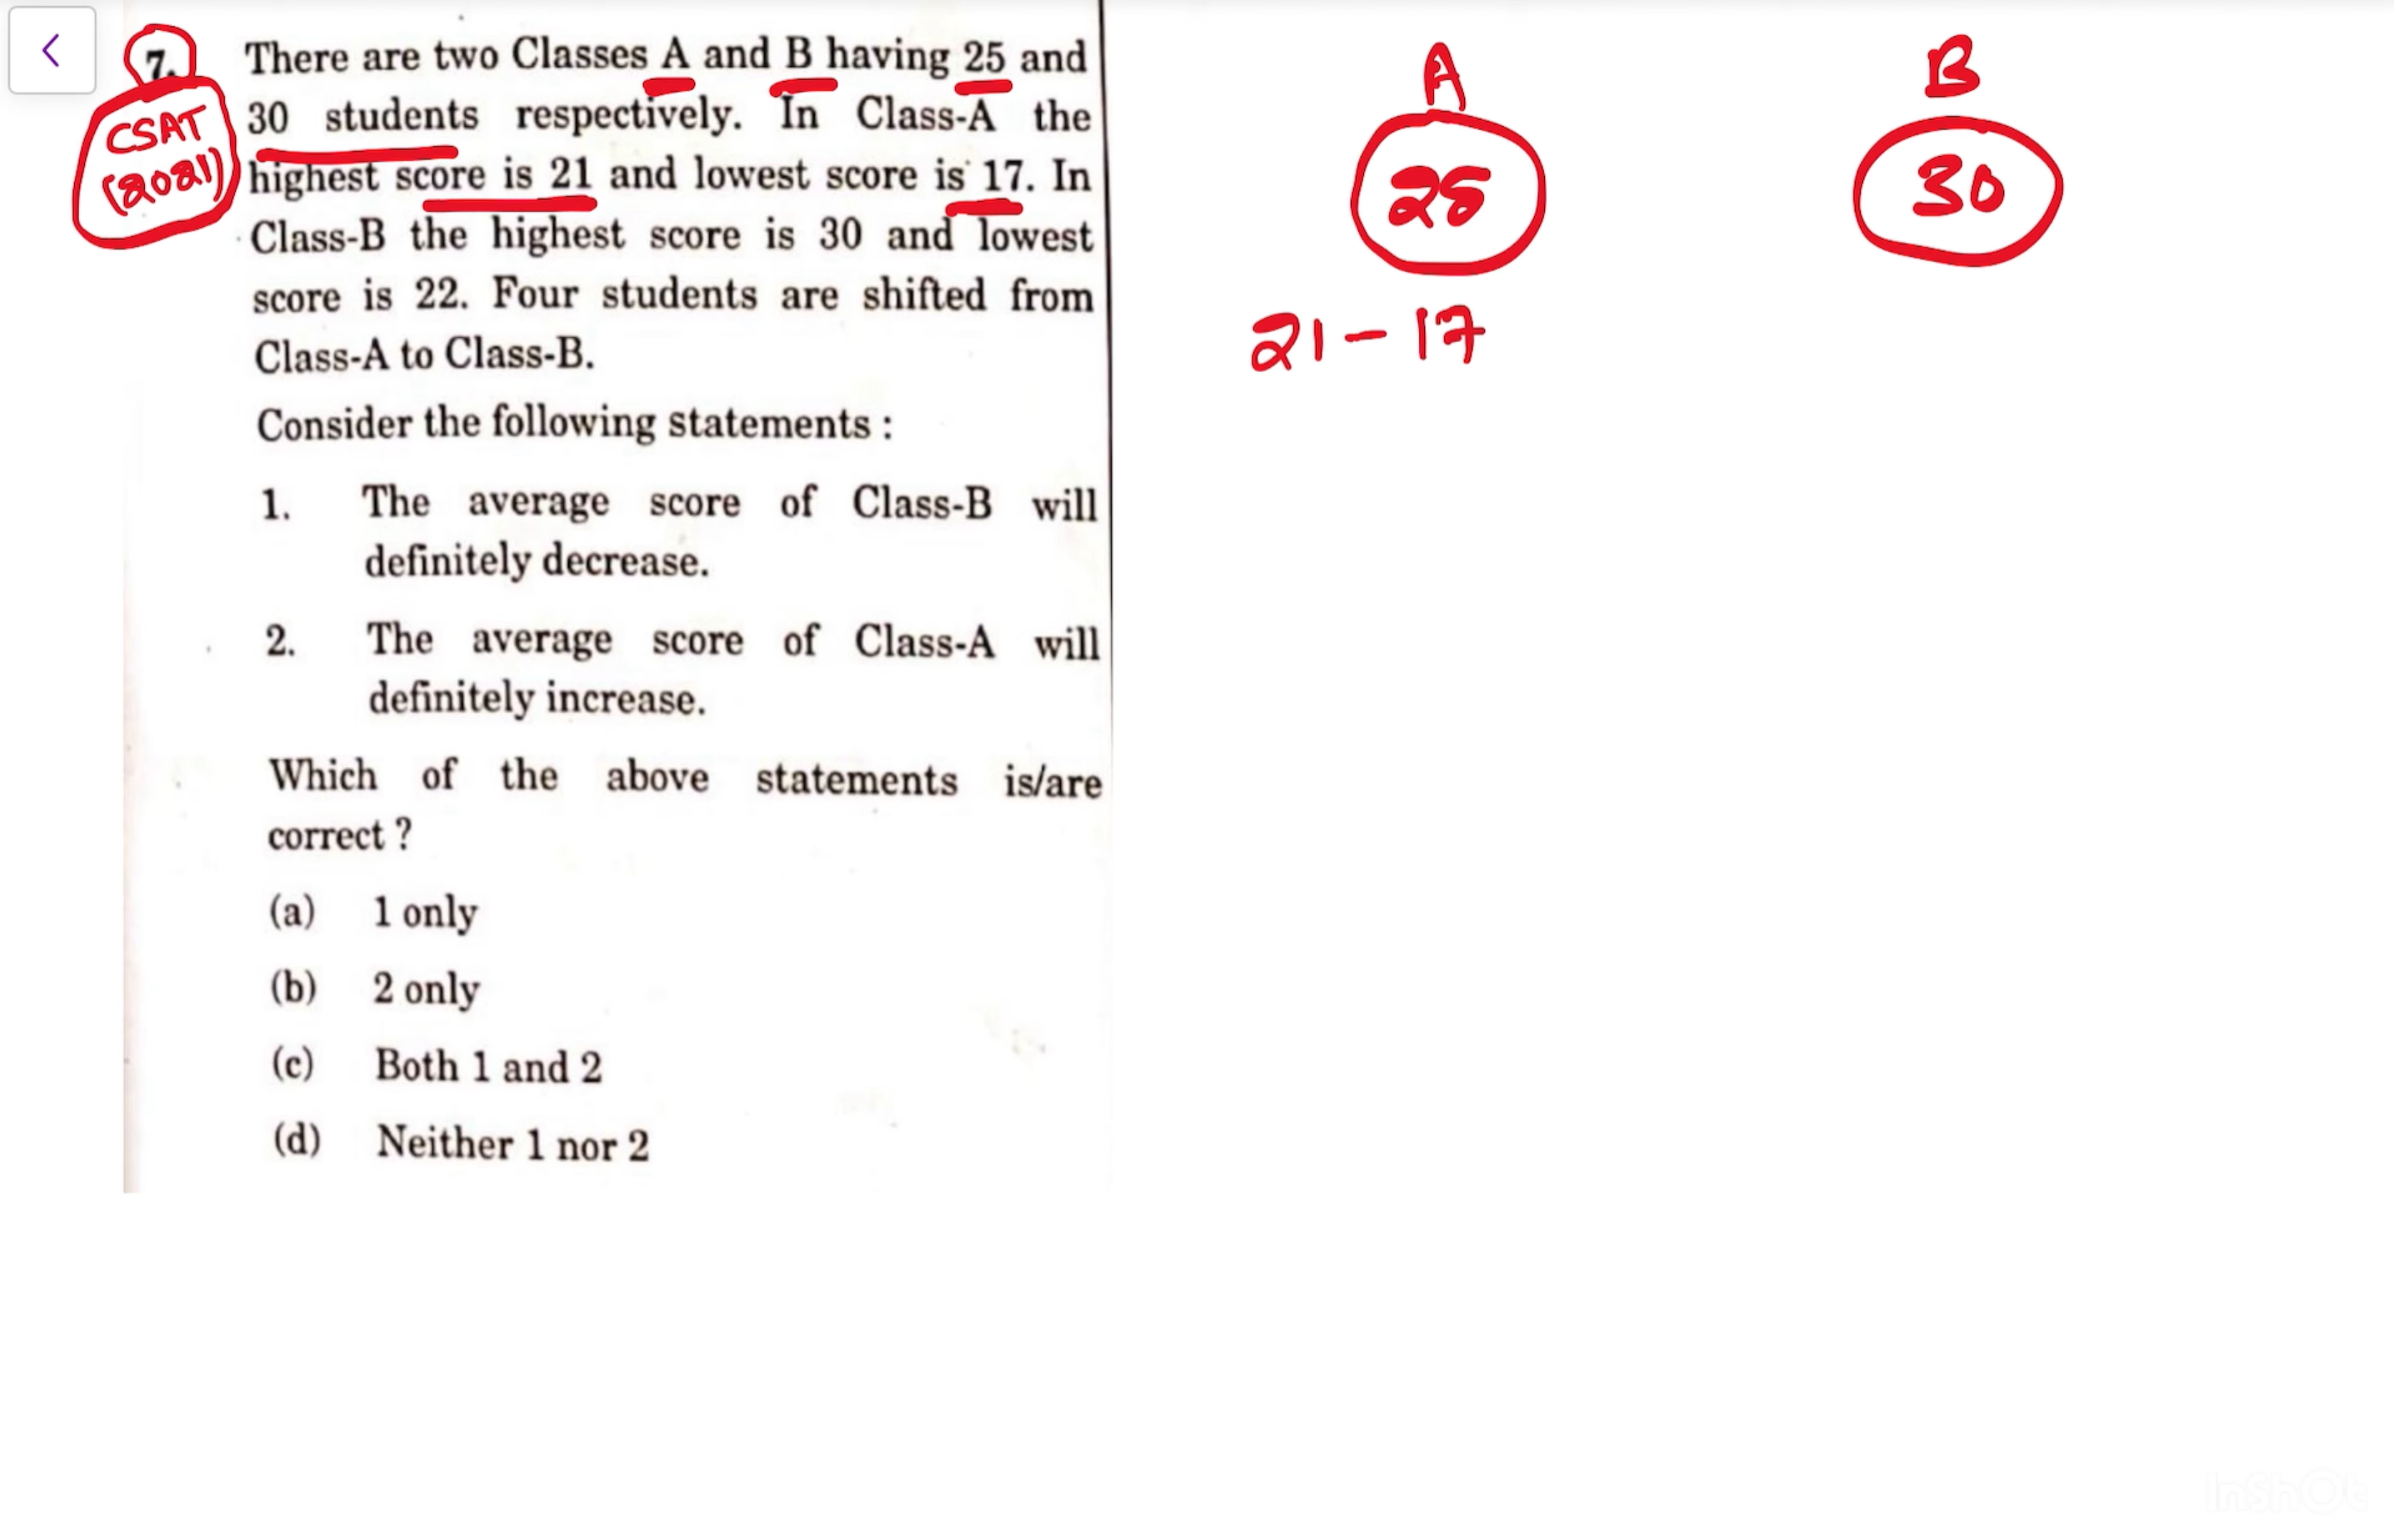 7. There are two Classes A and B having 25 and
30 students respectively. In Class-A the
highest score is 21 and lowest score is 17. In
Class-B the highest score is 30 and lowest
score is 22. Four students are shifted from
Class-A to Class-B.
Consider the following statements :
1. The average score of Class-B will
definitely decrease.
2. The average score of Class-A will
definitely increase.
Which of the above statements is/are
correct ?
(a) 1 only
(b) 2 only
(c) Both 1 and 2
(d) Neither 1 nor 2
CSAT
(2021)
A
25
21-17
B
30
InShOt